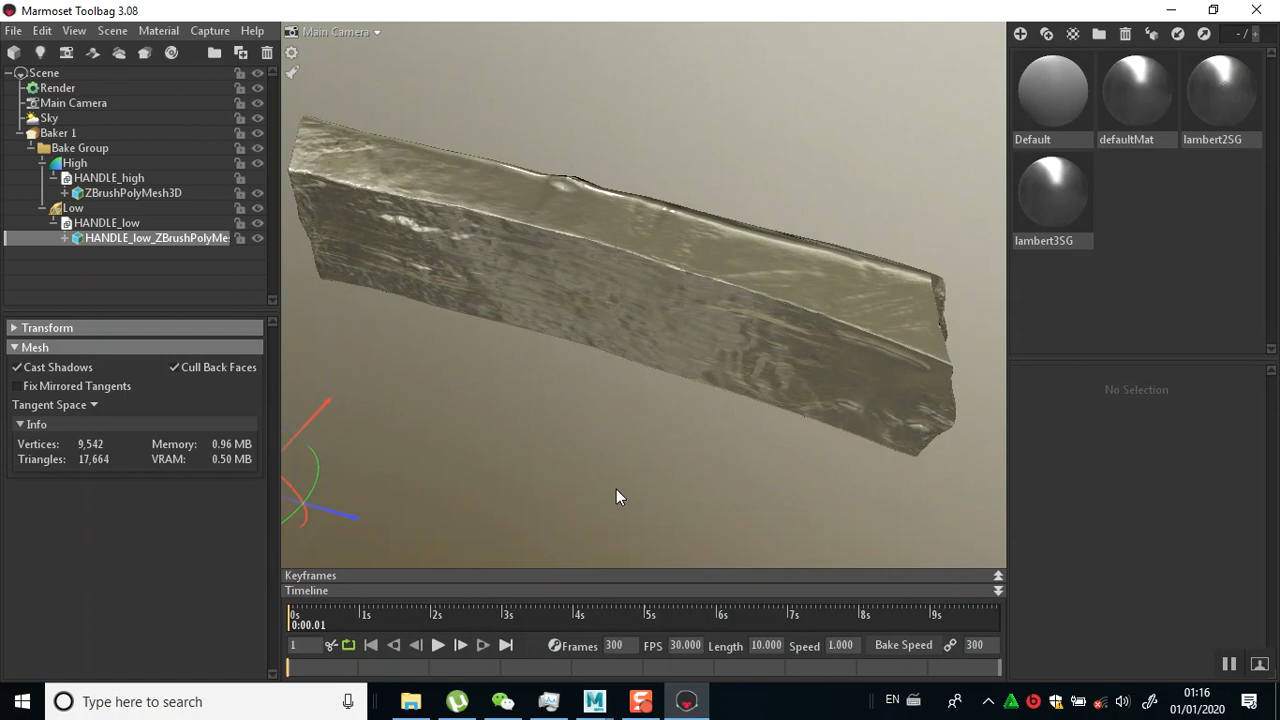 Marmoset Toolbag 3.08
File Edit View Scene Material Capture Help
Main Camera
- / +
Scene
Render
Main Camera
Sky
Baker 1
Bake Group
High
HANDLE_high
ZBrushPolyMesh3D
Low
HANDLE_low
HANDLE_low_ZBrushPolyMe
Default defaultMat lambert2SG
lambert3SG
Transform
Mesh
Cast Shadows Cull Back Faces
Fix Mirrored Tangents
Tangent Space
Info
Vertices: 9,542 Memory: 0.96 MB
Triangles: 17,664 VRAM: 0.50 MB
No Selection
Keyframes
Timeline
0s 1s 2s 3s 4s 5s 6s 7s 8s 9s
0:00.01
1 Frames 300 FPS 30.000 Length 10.000 Speed 1.000 Bake Speed 300
Type here to search
EN
01:16
01/01/2020